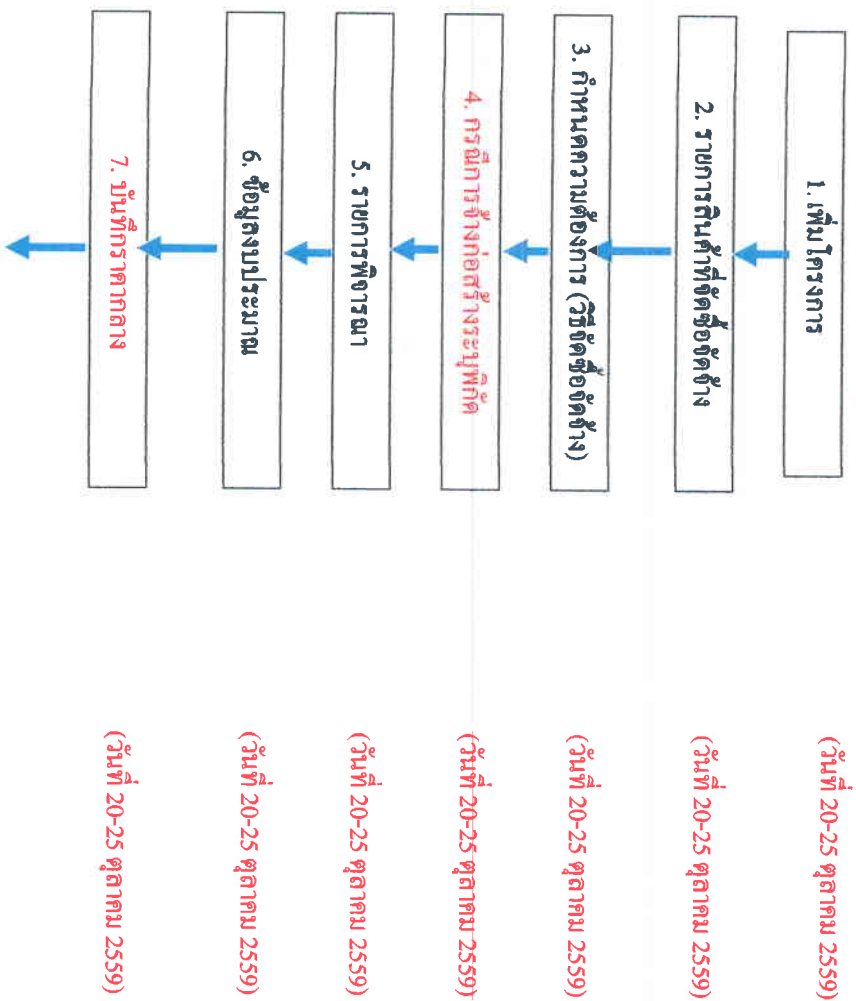 1. เพิ่มโครงการ
(วันที่ 20-25 ตุลาคม 2559)
2. รายการสินค้าที่จัดซื้อจัดจ้าง
(วันที่ 20-25 ตุลาคม 2559)
3. กำหนดความต้องการ (วิธีจัดซื้อจัดจ้าง)
(วันที่ 20-25 ตุลาคม 2559)
4. กรณีการจ้างก่อสร้างระบุพิกัด
(วันที่ 20-25 ตุลาคม 2559)
5. รายการพิจารณา
(วันที่ 20-25 ตุลาคม 2559)
6. ข้อมูลงบประมาณ
(วันที่ 20-25 ตุลาคม 2559)
7. บันทึกราคากลาง
(วันที่ 20-25 ตุลาคม 2559)